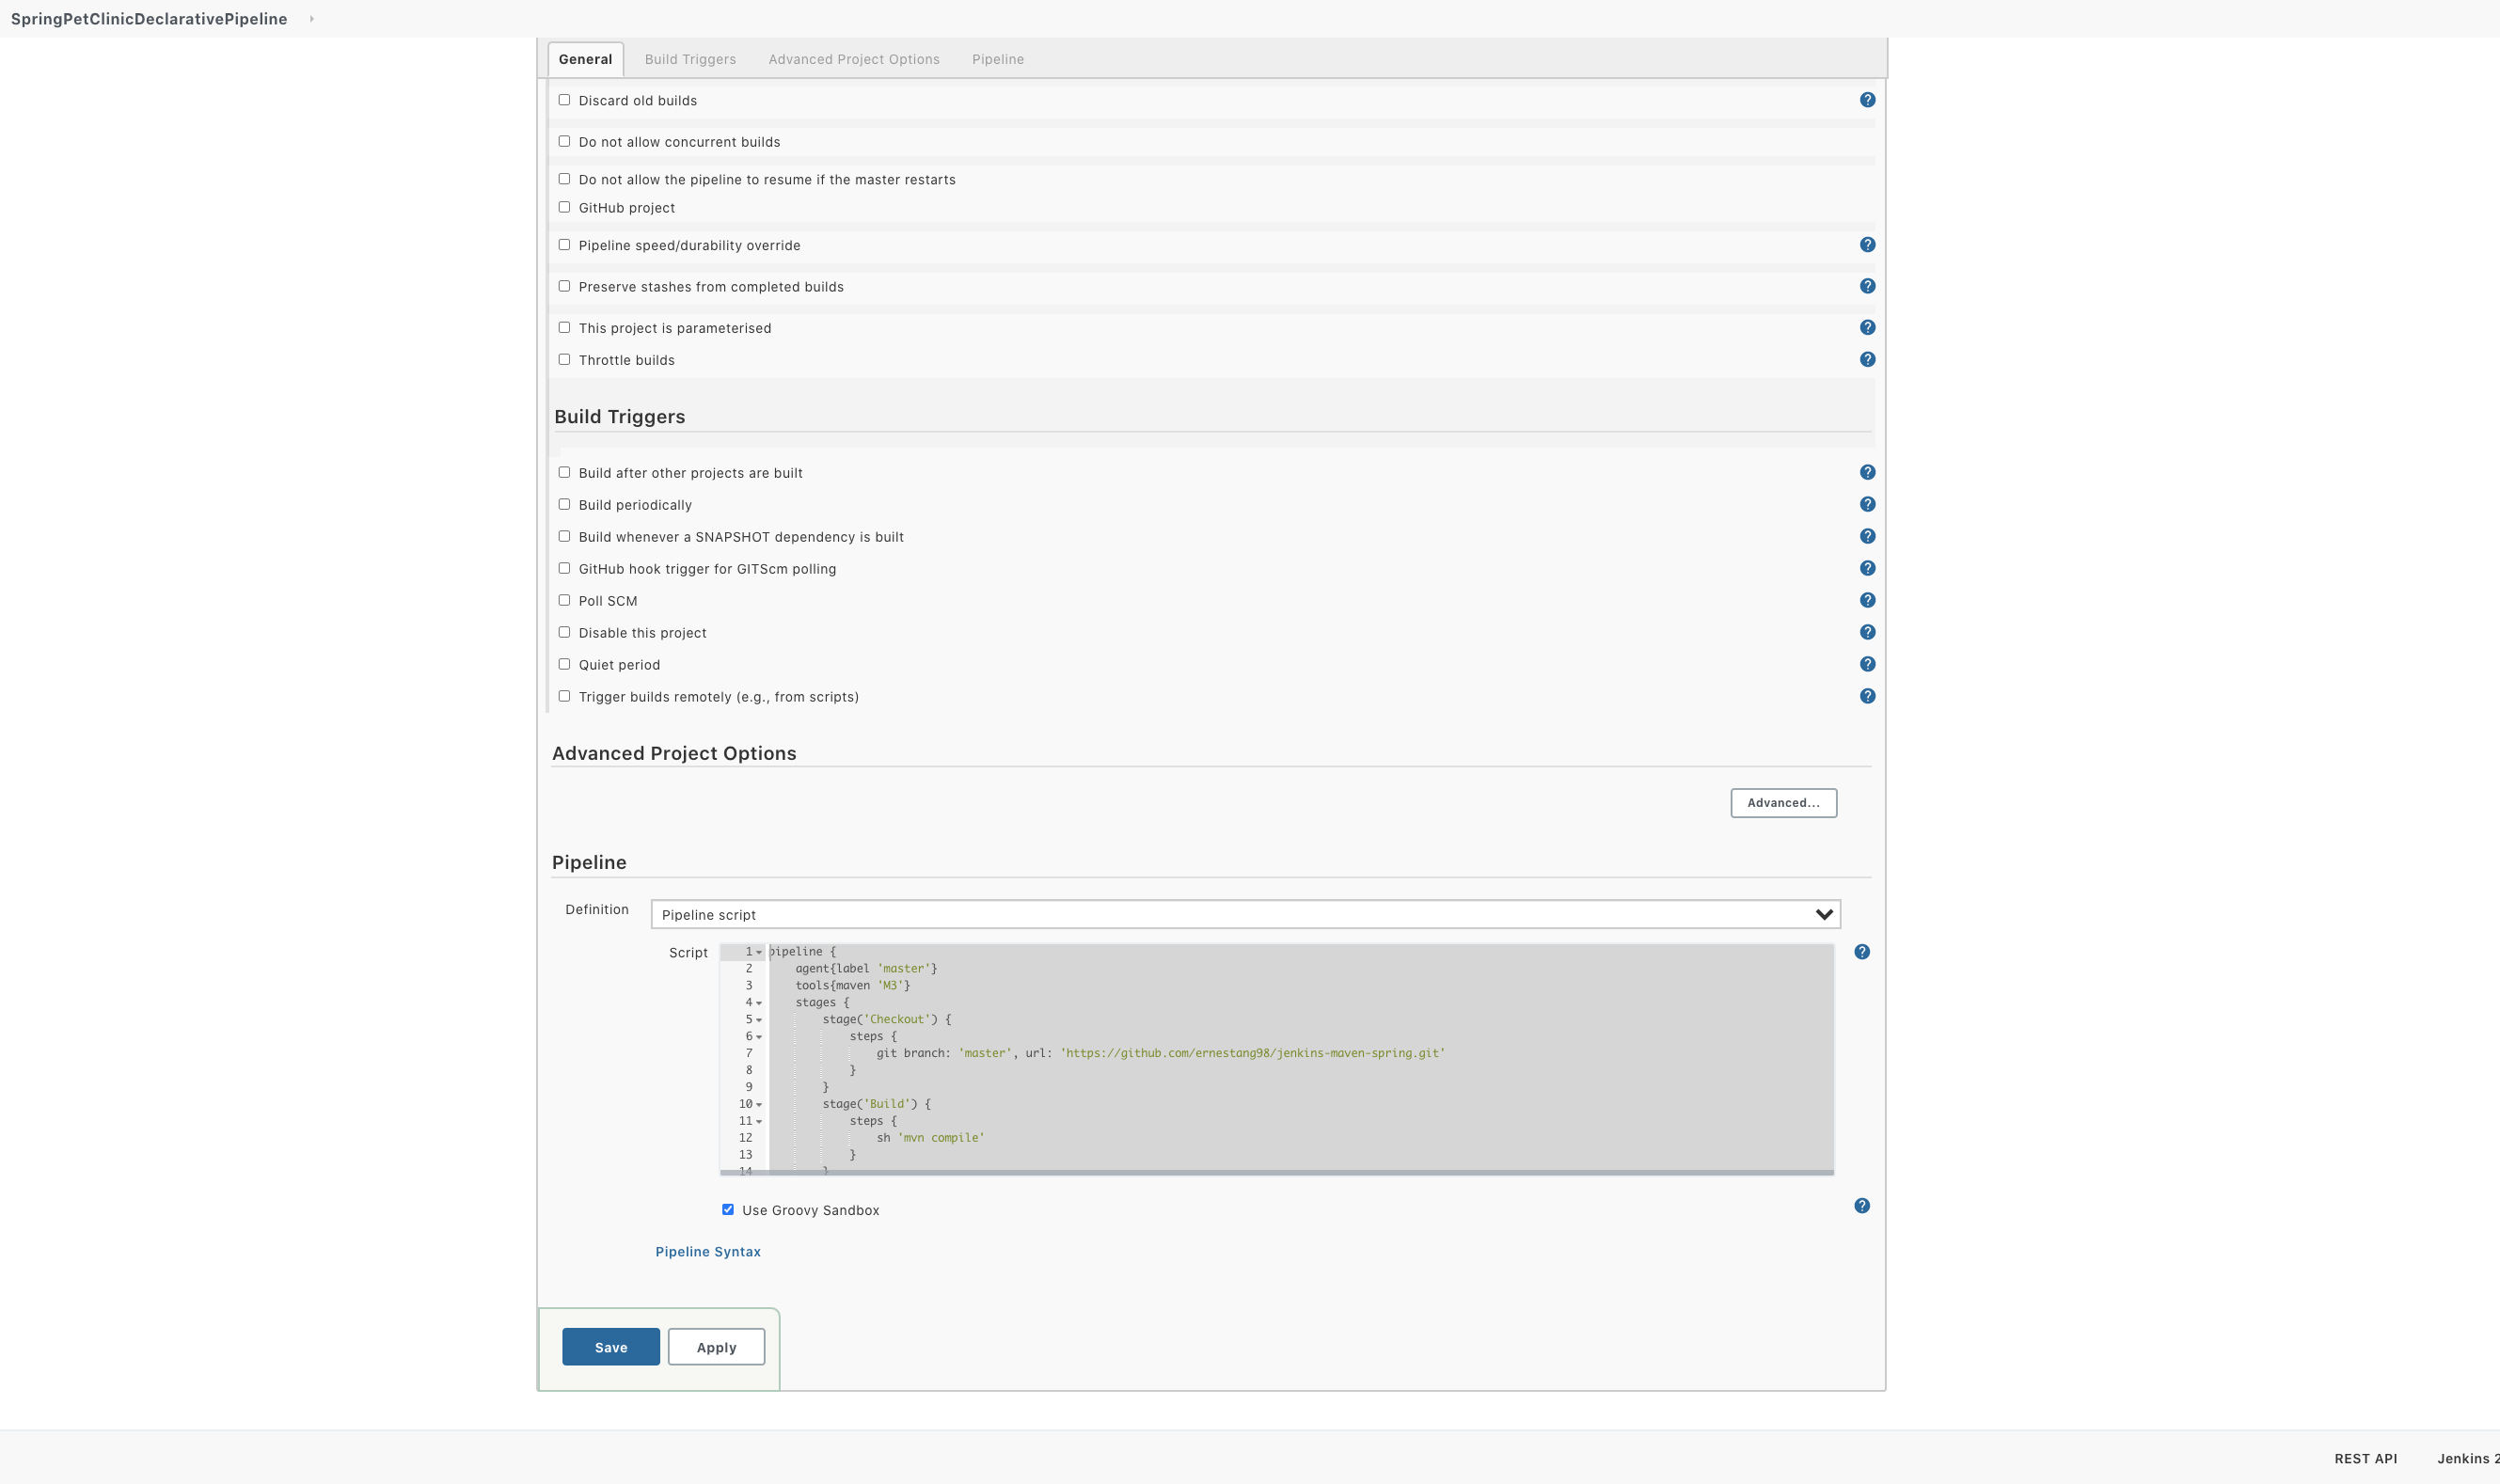 SpringPetClinicDeclarativePipeline
General Build Triggers Advanced Project Options Pipeline
Discard old builds
Do not allow concurrent builds
Do not allow the pipeline to resume if the master restarts
GitHub project
Pipeline speed/durability override
Preserve stashes from completed builds
This project is parameterised
Throttle builds
Build Triggers
Build after other projects are built
Build periodically
Build whenever a SNAPSHOT dependency is built
GitHub hook trigger for GITScm polling
Poll SCM
Disable this project
Quiet period
Trigger builds remotely (e.g., from scripts)
Advanced Project Options
Advanced...
Pipeline
Definition Pipeline script
Script
1 pipeline {
2 agent{label 'master'}
3 tools{maven 'M3'}
4 stages {
5 stage('Checkout') {
6 steps {
7 git branch: 'master', url: 'https://github.com/ernestang98/jenkins-maven-spring.git'
8 }
9 }
10 stage('Build') {
11 steps {
12 sh 'mvn compile'
13 }
14 }
Use Groovy Sandbox
Pipeline Syntax
Save Apply
REST API Jenkins 2